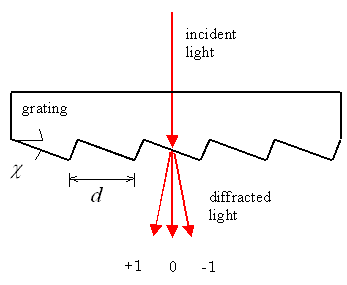 incident
light
grating
χ
d
diffracted
light
+1 0 -1